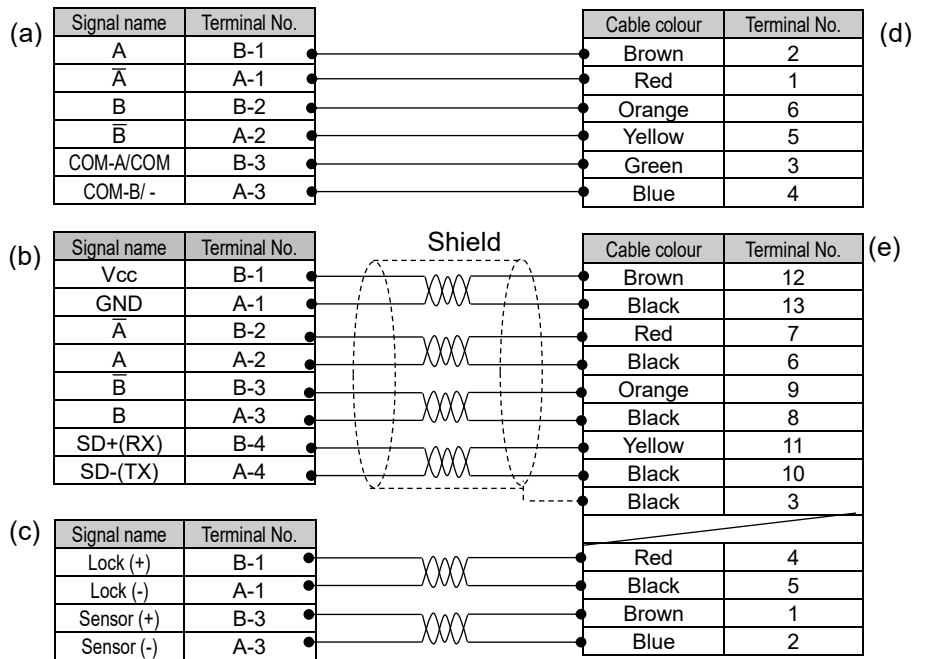 (a)
Signal name Terminal No.
A B-1
A̅ A-1
B B-2
B̅ A-2
COM-A/COM B-3
COM-B/ - A-3
Cable colour Terminal No.
(d)
Brown 2
Red 1
Orange 6
Yellow 5
Green 3
Blue 4
(b)
Signal name Terminal No.
Vcc B-1
GND A-1
A̅ B-2
A A-2
B̅ B-3
B A-3
SD+(RX) B-4
SD-(TX) A-4
Shield
Cable colour Terminal No.
(e)
Brown 12
Black 13
Red 7
Black 6
Orange 9
Black 8
Yellow 11
Black 10
Black 3
Red 4
Black 5
Brown 1
Blue 2
(c)
Signal name Terminal No.
Lock (+) B-1
Lock (-) A-1
Sensor (+) B-3
Sensor (-) A-3